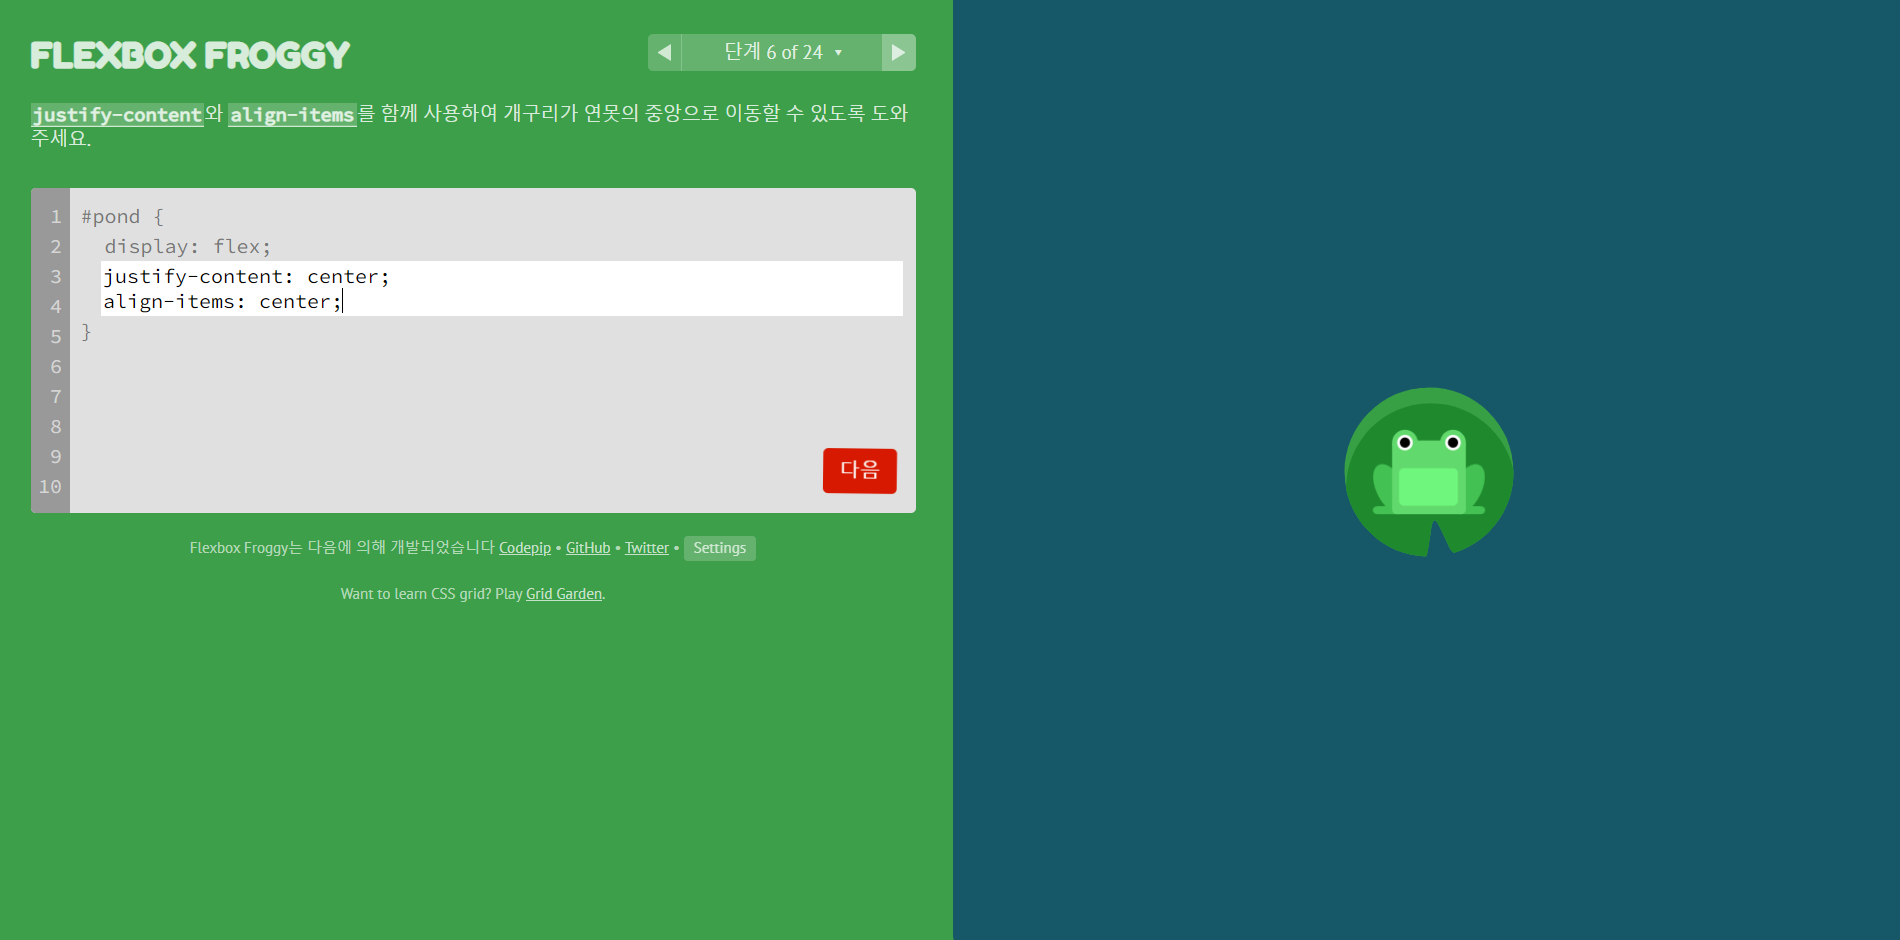 FLEXBOX FROGGY
◀ 단계 6 of 24 ▾ ▶
justify-content와 align-items를 함께 사용하여 개구리가 연못의 중앙으로 이동할 수 있도록 도와
주세요.
1 #pond {
2 display: flex;
3 justify-content: center;
4 align-items: center;
5 }
6
7
8
9
10
다음
Flexbox Froggy는 다음에 의해 개발되었습니다 Codepip • GitHub • Twitter • Settings
Want to learn CSS grid? Play Grid Garden.